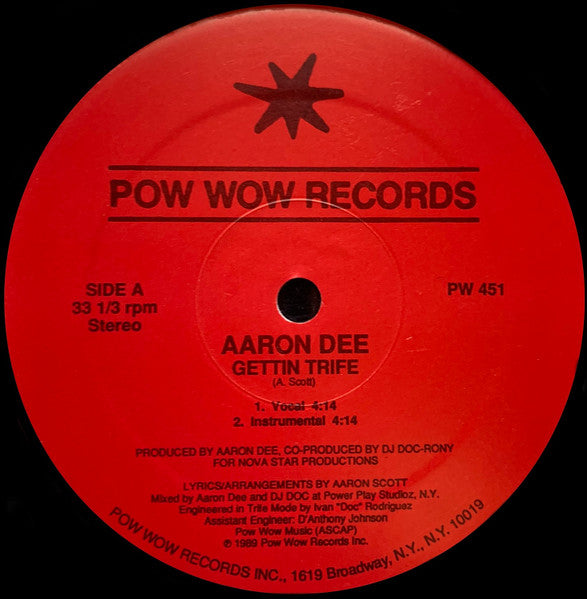 POW WOW RECORDS
SIDE A
33 1/3 rpm
Stereo
PW 451
AARON DEE
GETTIN TRIFE
(A. Scott)
1. Vocal 4:14
2. Instrumental 4:14
PRODUCED BY AARON DEE, CO-PRODUCED BY DJ DOC-RONY
FOR NOVA STAR PRODUCTIONS
LYRICS/ARRANGEMENTS BY AARON SCOTT
Mixed by Aaron Dee and DJ DOC at Power Play Studioz, N.Y.
Engineered in Trife Mode by Ivan "Doc" Rodriguez
Assistant Engineer: D'Anthony Johnson
Pow Wow Music (ASCAP)
℗ 1989 Pow Wow Records Inc.
POW WOW RECORDS INC., 1619 Broadway, N.Y., N.Y. 10019